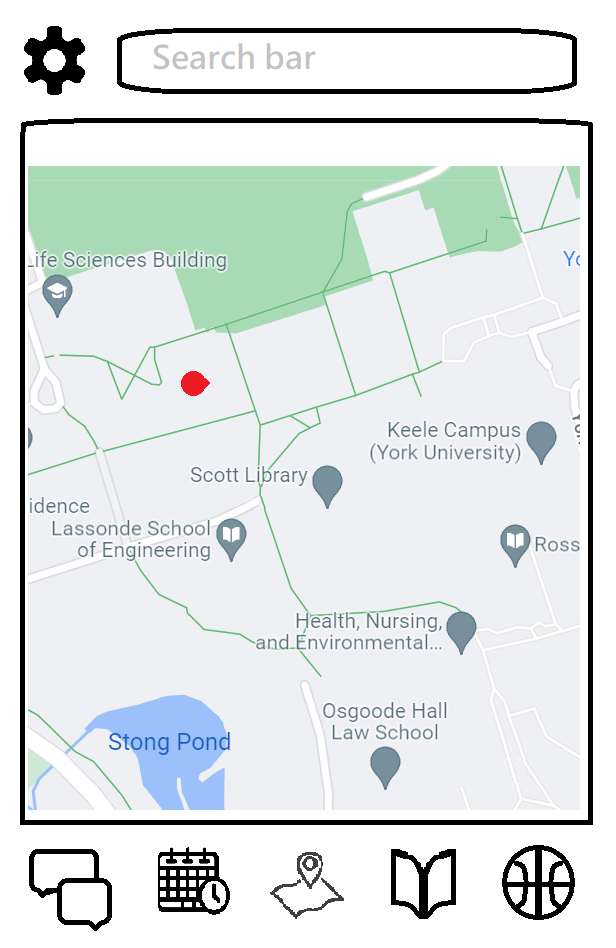 Search bar
Life Sciences Building
Yo
Keele Campus
(York University)
Scott Library
idence
Lassonde School
of Engineering
Ross
Health, Nursing,
and Environmental...
Osgoode Hall
Law School
Stong Pond